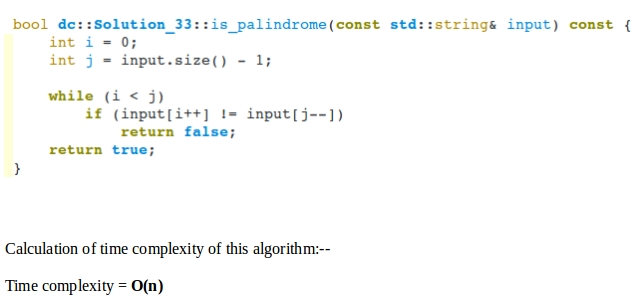 bool dc::Solution_33::is_palindrome(const std::string& input) const {
    int i = 0;
    int j = input.size() - 1;

    while (i < j)
        if (input[i++] != input[j--])
            return false;
    return true;
}

Calculation of time complexity of this algorithm:--

Time complexity = O(n)